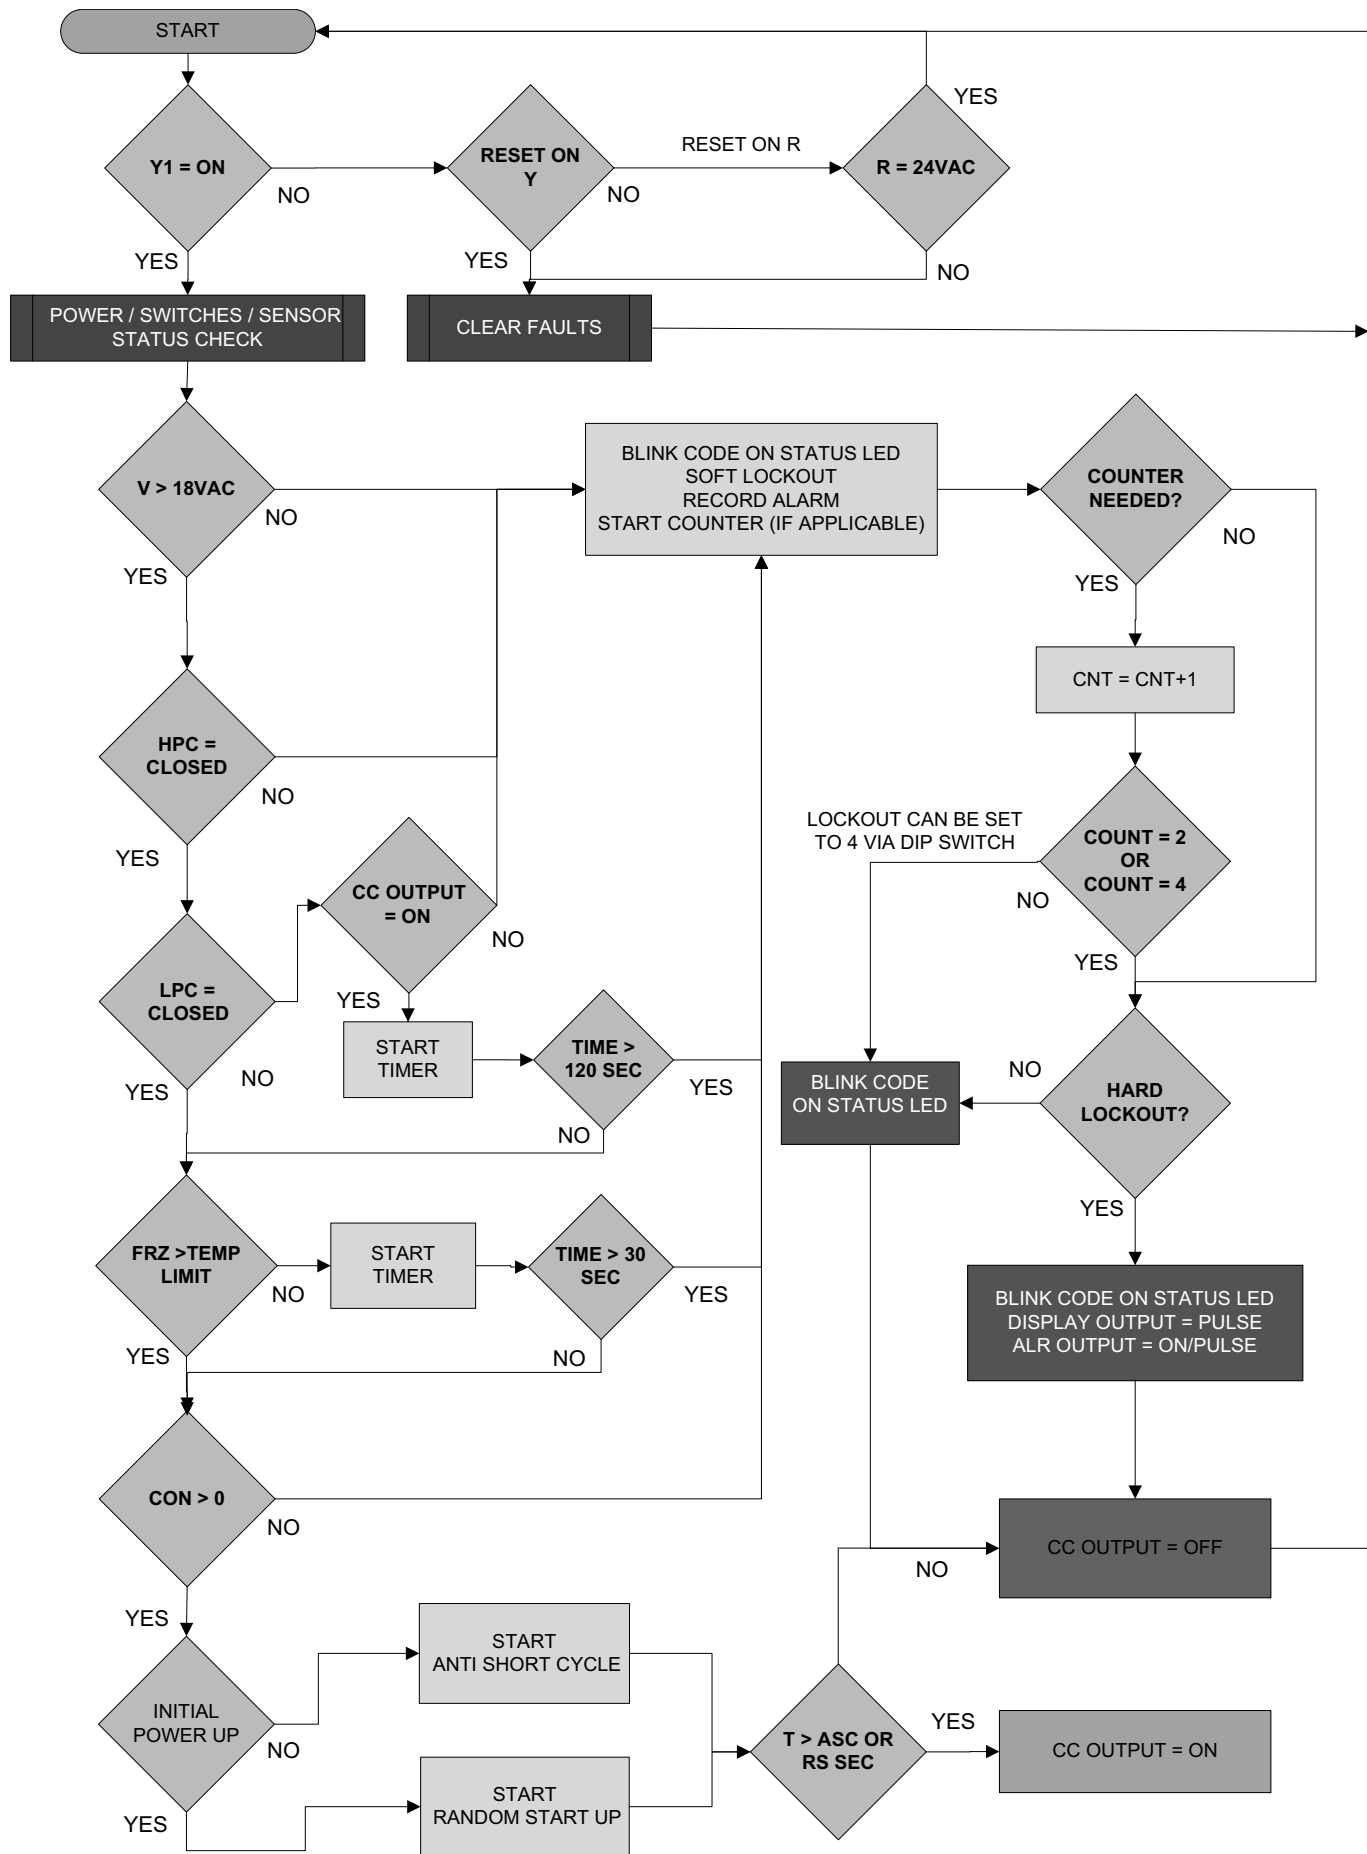 START
YES
Y1 = ON
NO
RESET ON
Y
RESET ON R
NO
R = 24VAC
YES
YES
NO
POWER / SWITCHES / SENSOR
STATUS CHECK
CLEAR FAULTS
V > 18VAC
NO
YES
BLINK CODE ON STATUS LED
SOFT LOCKOUT
RECORD ALARM
START COUNTER (IF APPLICABLE)
COUNTER
NEEDED?
NO
YES
CNT = CNT+1
HPC =
CLOSED
NO
YES
LOCKOUT CAN BE SET
TO 4 VIA DIP SWITCH
COUNT = 2
OR
COUNT = 4
NO
YES
CC OUTPUT
= ON
NO
YES
LPC =
CLOSED
NO
YES
START
TIMER
TIME >
120 SEC
YES
NO
BLINK CODE
ON STATUS LED
NO
HARD
LOCKOUT?
YES
FRZ >TEMP
LIMIT
NO
YES
START
TIMER
TIME > 30
SEC
YES
NO
BLINK CODE ON STATUS LED
DISPLAY OUTPUT = PULSE
ALR OUTPUT = ON/PULSE
CON > 0
NO
YES
CC OUTPUT = OFF
NO
INITIAL
POWER UP
NO
YES
START
ANTI SHORT CYCLE
START
RANDOM START UP
T > ASC OR
RS SEC
YES
CC OUTPUT = ON